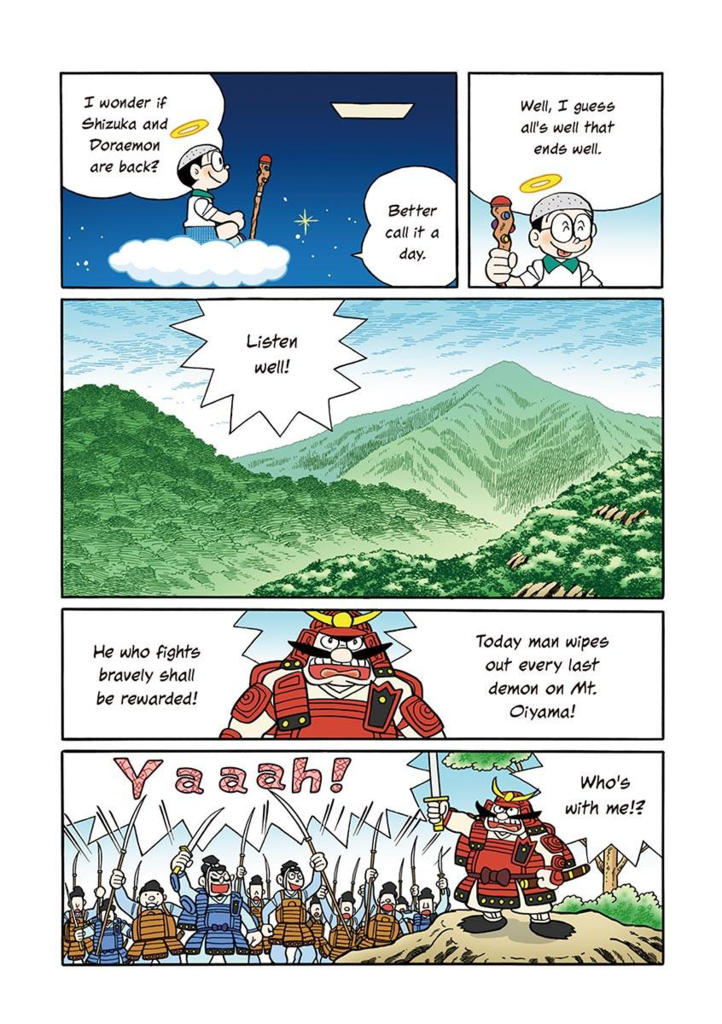 I wonder if
Shizuka and
Doraemon
are back?
Better
call it a
day.
Well, I guess
all's well that
ends well.
Listen
well!
He who fights
bravely shall
be rewarded!
Today man wipes
out every last
demon on Mt.
Oiyama!
Yaaah!
Who's
with me!?